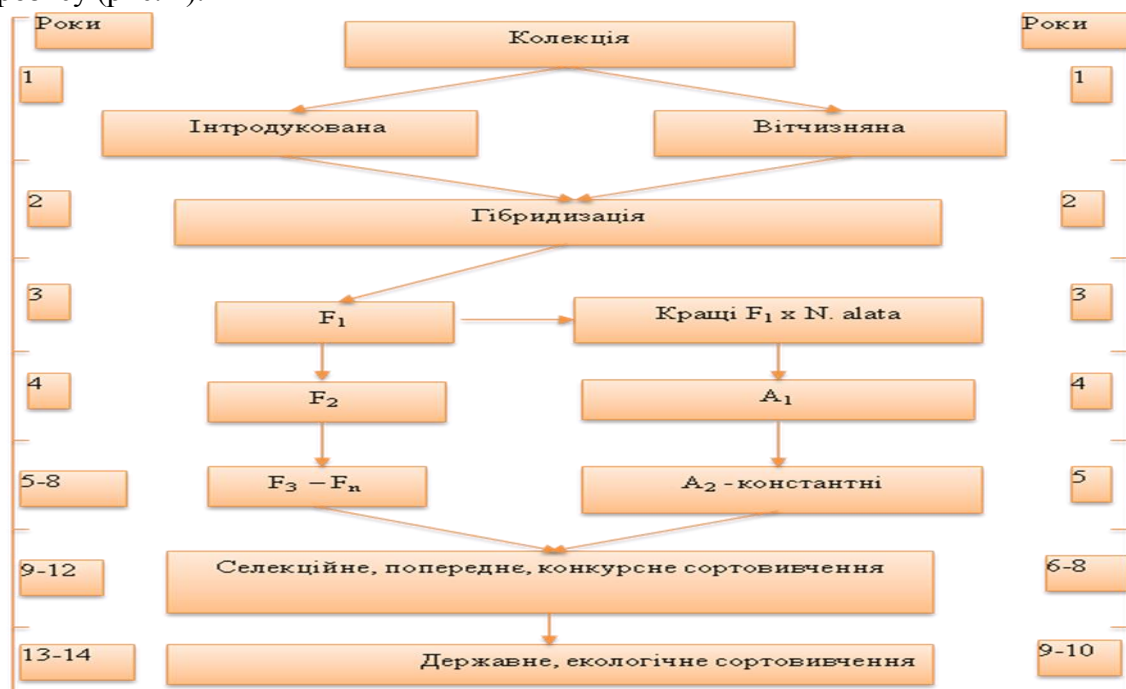 Роки
Колекція
Роки
1
1
Інтродукована
Вітчизняна
2
2
Гібридизація
3
3
F₁
Кращі F₁ x N. alata
4
4
F₂
A₁
5-8
F₃ – Fₙ
A₂ - константні
5
9-12
Селекційне, попереднє, конкурсне сортовивчення
6-8
13-14
Державне, екологічне сортовивчення
9-10